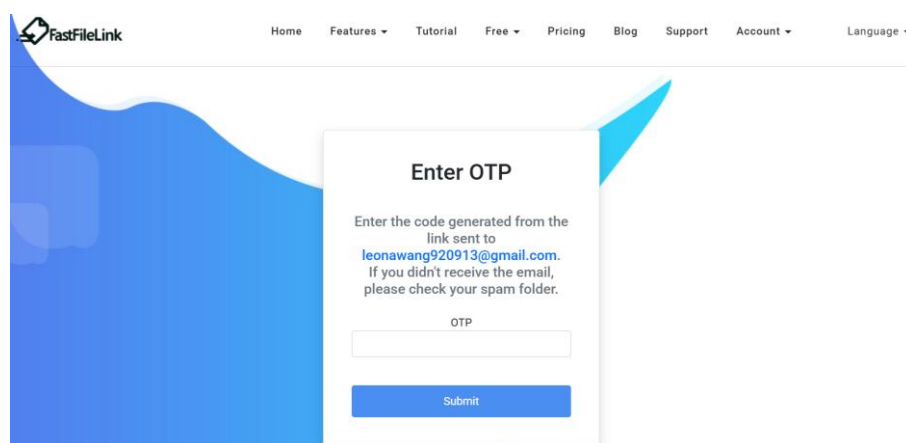 FastFileLink
Home Features Tutorial Free Pricing Blog Support Account Language
Enter OTP
Enter the code generated from the
link sent to
leonawang920913@gmail.com.
If you didn't receive the email,
please check your spam folder.
OTP
Submit